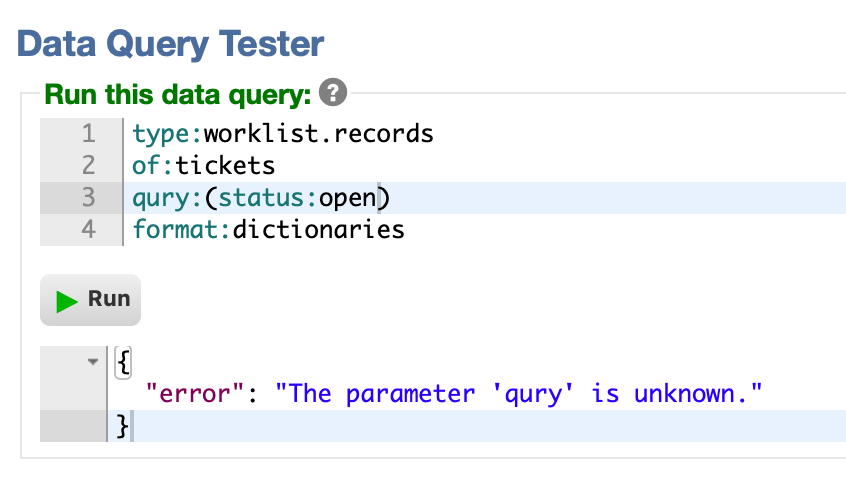 Data Query Tester
Run this data query: ?
1 type:worklist.records
2 of:tickets
3 qury:(status:open)
4 format:dictionaries
Run
{
"error": "The parameter 'qury' is unknown."
}